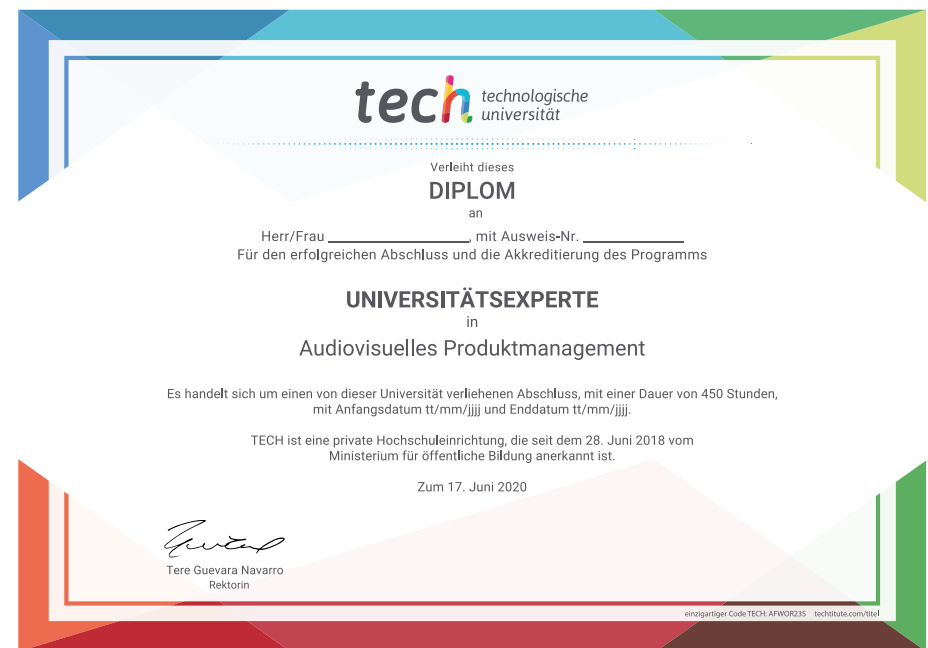 tech technologische
universität
Verleiht dieses
DIPLOM
an
Herr/Frau ____________________, mit Ausweis-Nr. ______________
Für den erfolgreichen Abschluss und die Akkreditierung des Programms
UNIVERSITÄTSEXPERTE
in
Audiovisuelles Produktmanagement
Es handelt sich um einen von dieser Universität verliehenen Abschluss, mit einer Dauer von 450 Stunden,
mit Anfangsdatum tt/mm/jjjj und Enddatum tt/mm/jjjj.
TECH ist eine private Hochschuleinrichtung, die seit dem 28. Juni 2018 vom
Ministerium für öffentliche Bildung anerkannt ist.
Zum 17. Juni 2020
Tere Guevara Navarro
Rektorin
einzigartiger Code TECH: AFWOR23S techtitute.com/titel